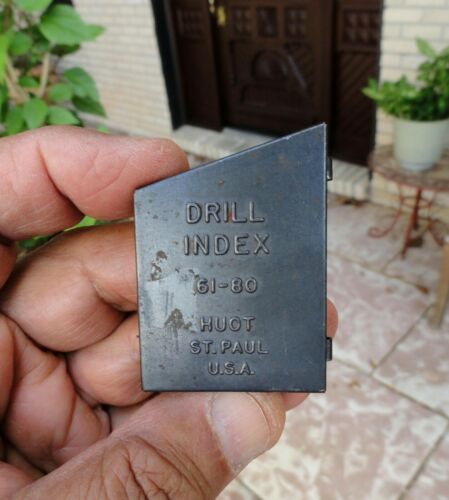 DRILL
INDEX
61-80
HUOT
ST. PAUL
U.S.A.